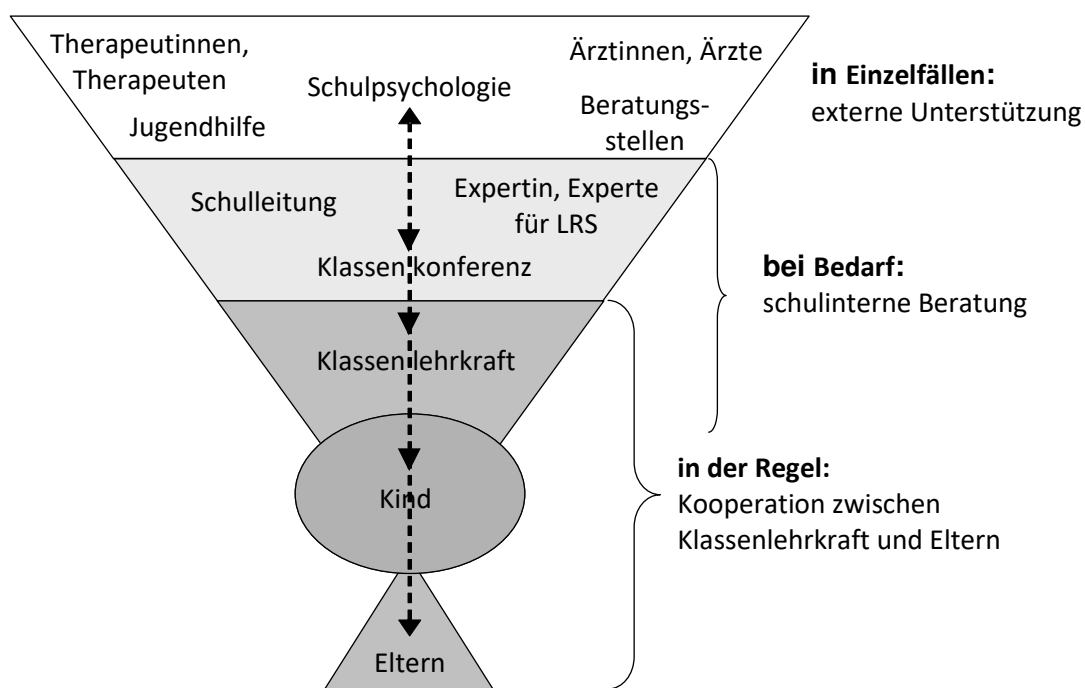 Therapeutinnen,
Therapeuten
Ärztinnen, Ärzte
Schulpsychologie
Jugendhilfe
Beratungs-
stellen
in Einzelfällen:
externe Unterstützung
Schulleitung
Expertin, Experte
für LRS
Klassenkonferenz
bei Bedarf:
schulinterne Beratung
Klassenlehrkraft
Kind
in der Regel:
Kooperation zwischen
Klassenlehrkraft und Eltern
Eltern